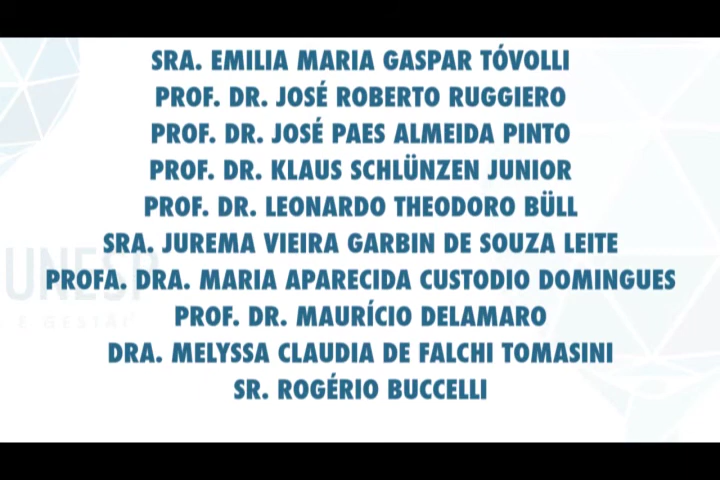 SRA. EMILIA MARIA GASPAR TÓVOLLI
PROF. DR. JOSÉ ROBERTO RUGGIERO
PROF. DR. JOSÉ PAES ALMEIDA PINTO
PROF. DR. KLAUS SCHLÜNZEN JUNIOR
PROF. DR. LEONARDO THEODORO BÜLL
SRA. JUREMA VIEIRA GARBIN DE SOUZA LEITE
UNESP
PROFA. DRA. MARIA APARECIDA CUSTODIO DOMINGUES
E GESTÃ
PROF. DR. MAURÍCIO DELAMARO
DRA. MELYSSA CLAUDIA DE FALCHI TOMASINI
SR. ROGÉRIO BUCCELLI